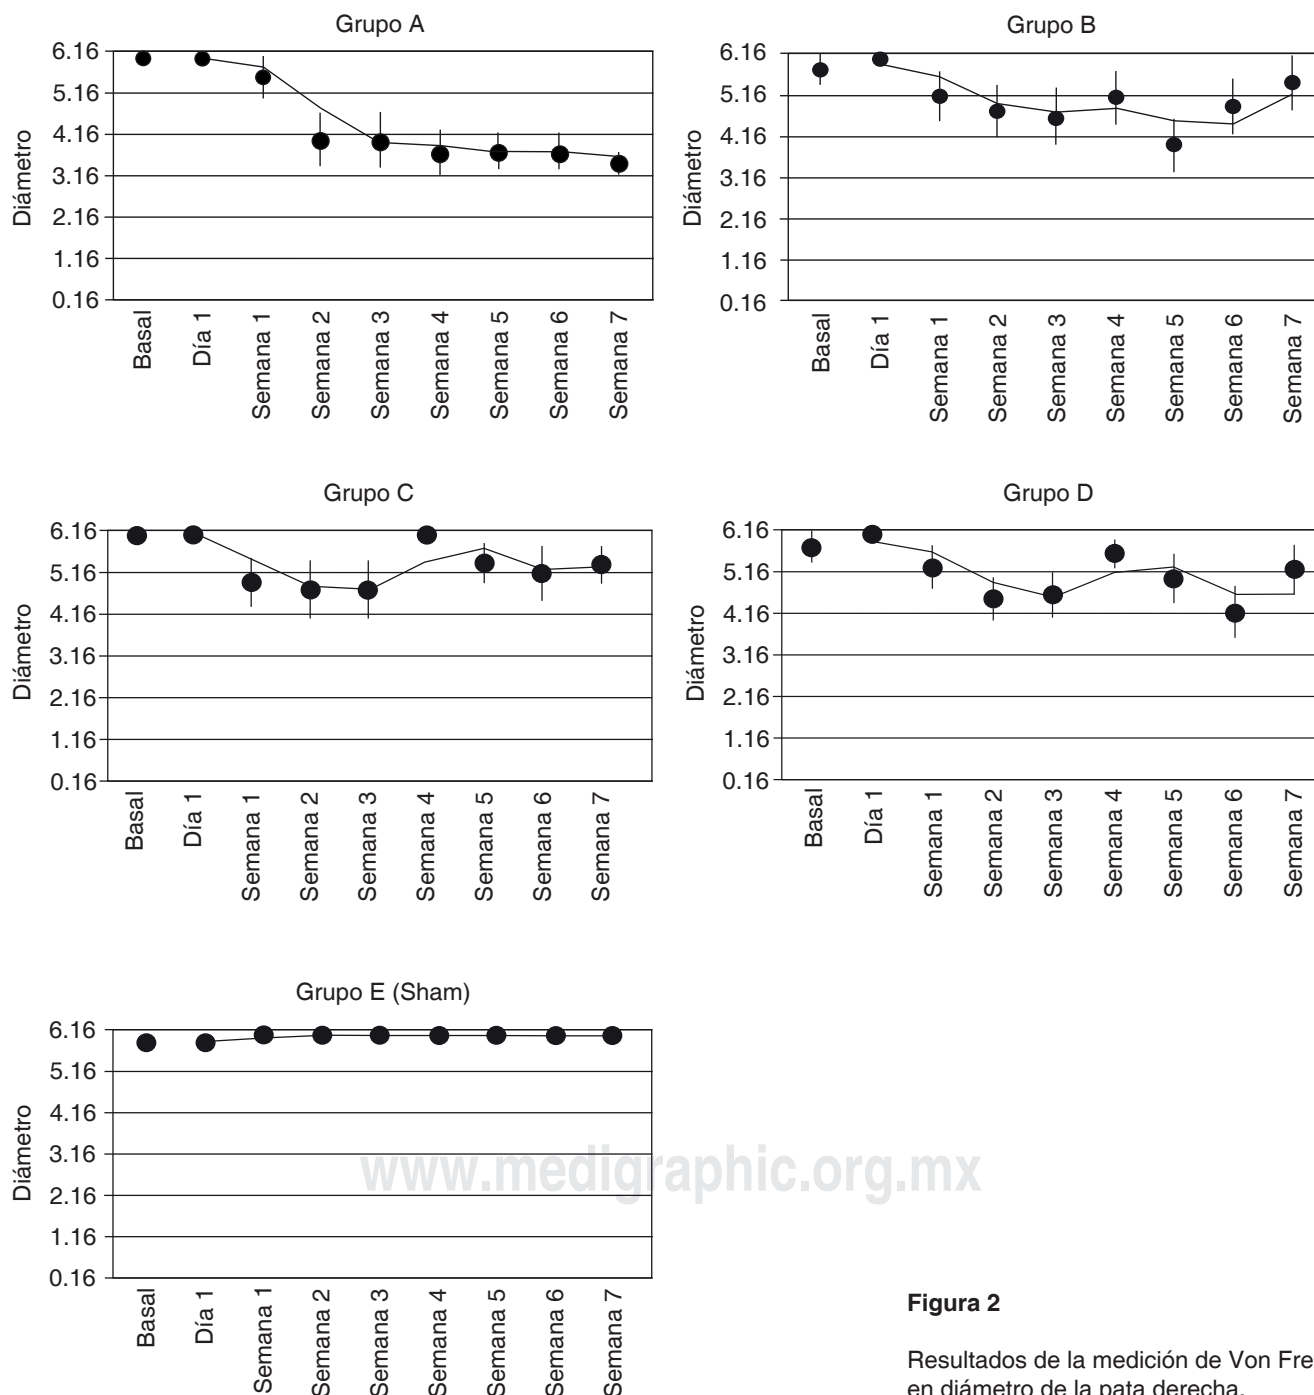 Grupo A
6.16
5.16
4.16
3.16
2.16
1.16
0.16
Diámetro
Basal
Día 1
Semana 1
Semana 2
Semana 3
Semana 4
Semana 5
Semana 6
Semana 7
Grupo B
6.16
5.16
4.16
3.16
2.16
1.16
0.16
Diámetro
Basal
Día 1
Semana 1
Semana 2
Semana 3
Semana 4
Semana 5
Semana 6
Semana 7
Grupo C
6.16
5.16
4.16
3.16
2.16
1.16
0.16
Diámetro
Basal
Día 1
Semana 1
Semana 2
Semana 3
Semana 4
Semana 5
Semana 6
Semana 7
Grupo D
6.16
5.16
4.16
3.16
2.16
1.16
0.16
Diámetro
Basal
Día 1
Semana 1
Semana 2
Semana 3
Semana 4
Semana 5
Semana 6
Semana 7
Grupo E (Sham)
6.16
5.16
4.16
3.16
2.16
1.16
0.16
Diámetro
Basal
Día 1
Semana 1
Semana 2
Semana 3
Semana 4
Semana 5
Semana 6
Semana 7
www.medigraphic.org.mx
Figura 2
Resultados de la medición de Von Fre
en diámetro de la pata derecha.